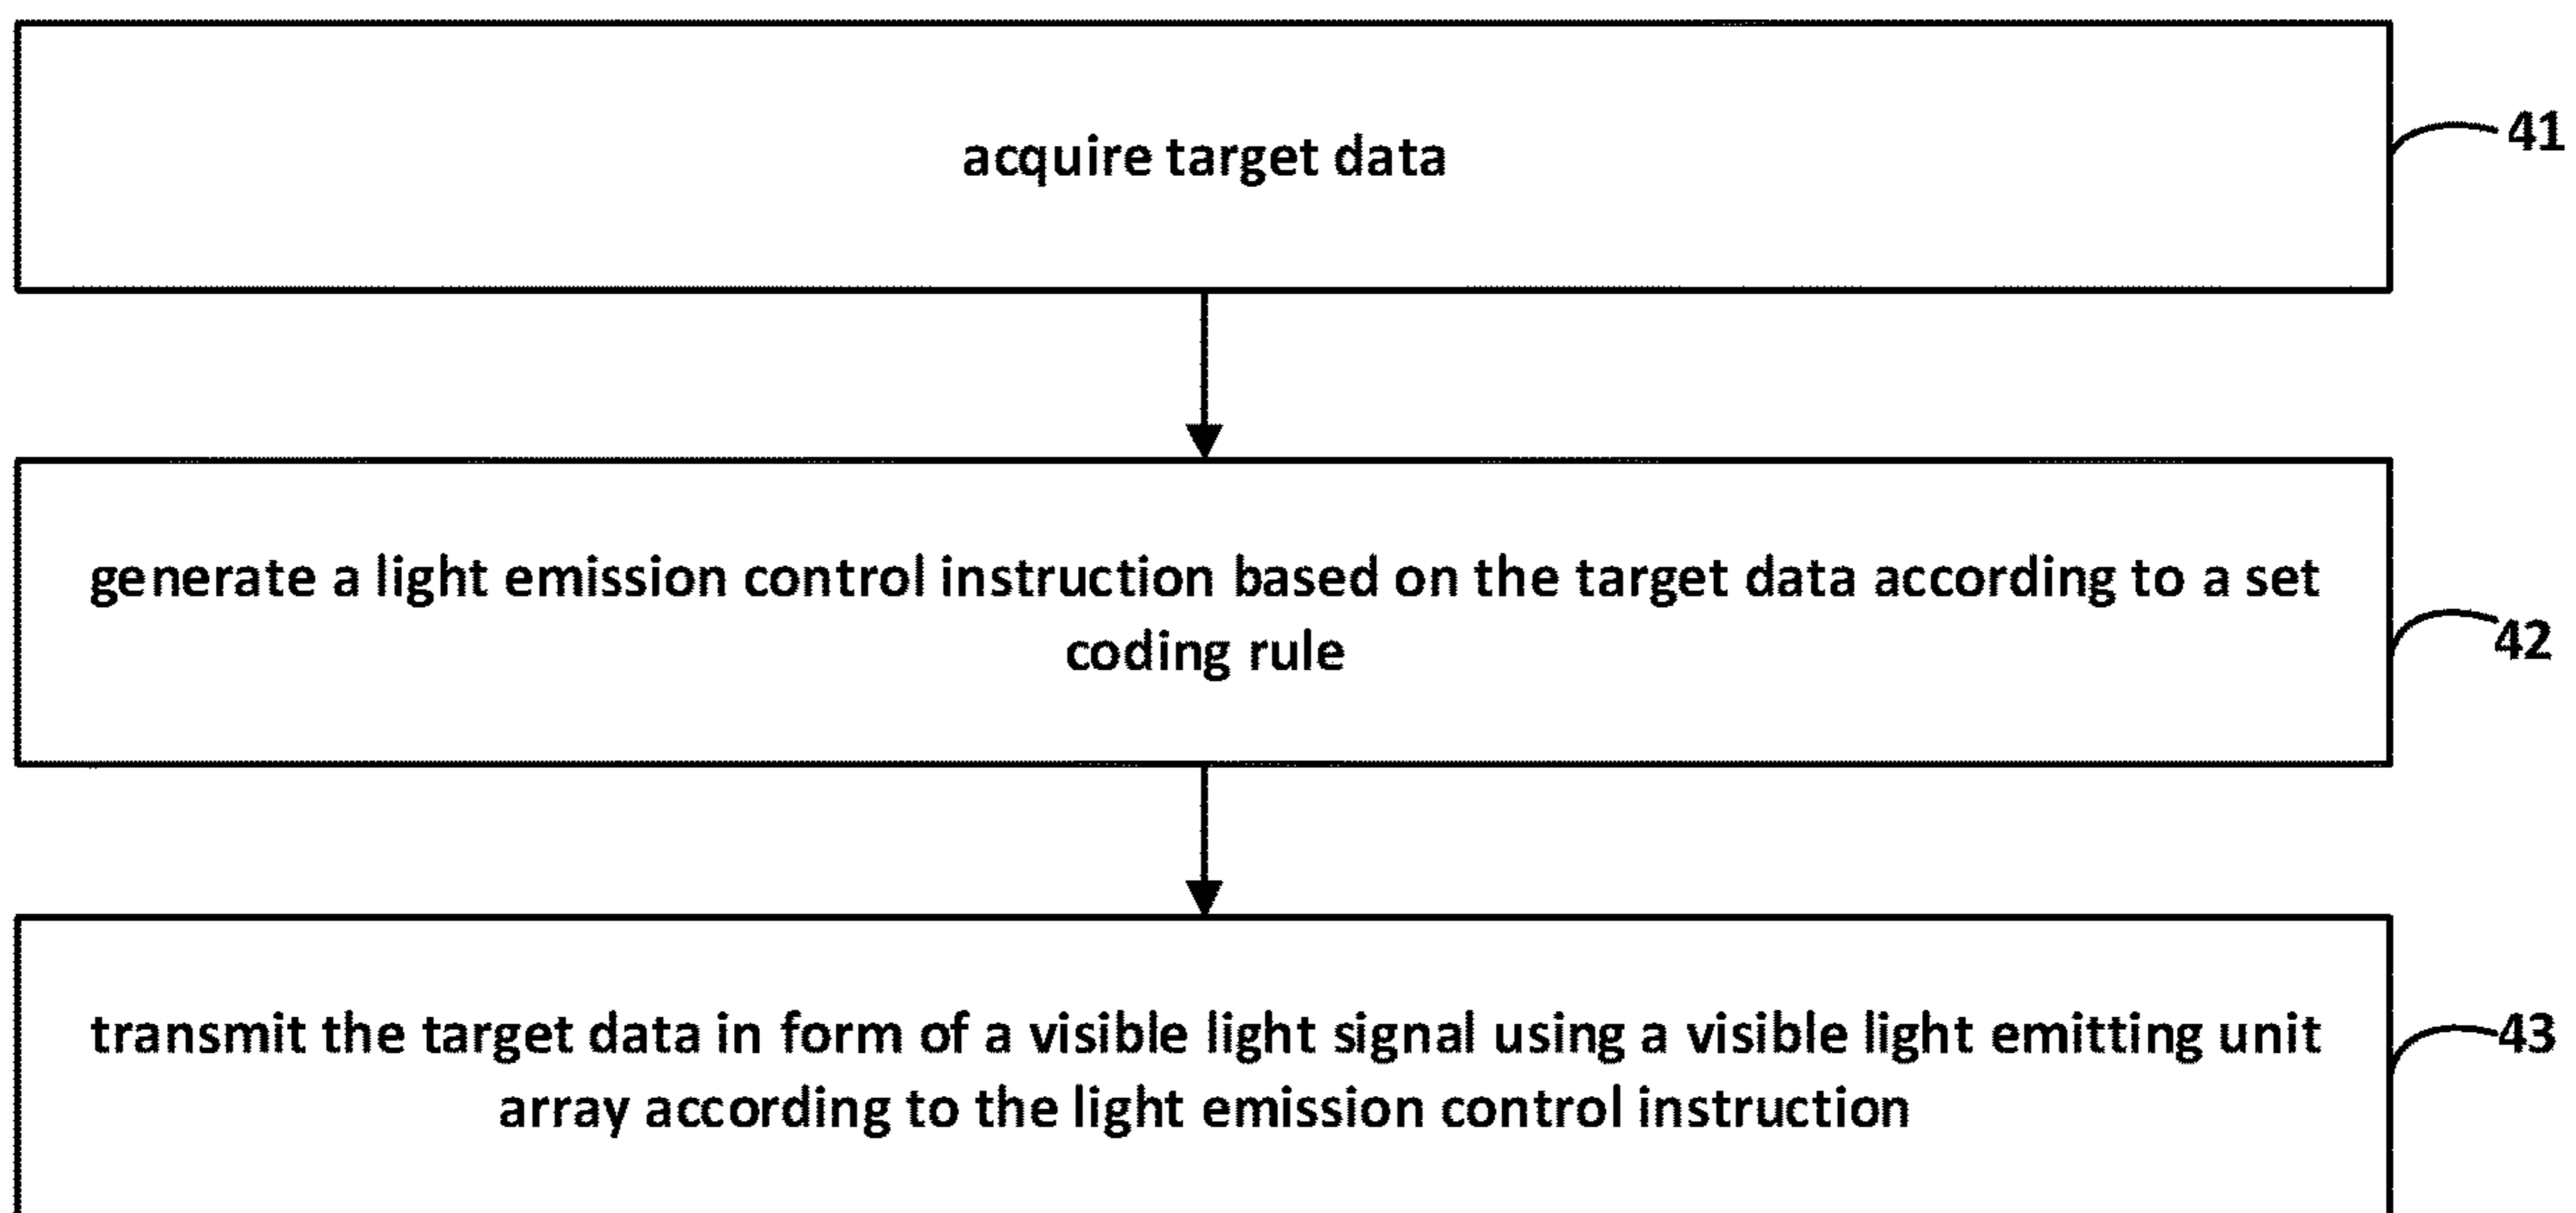 acquire target data
41
generate a light emission control instruction based on the target data according to a set
coding rule
42
transmit the target data in form of a visible light signal using a visible light emitting unit
array according to the light emission control instruction
43